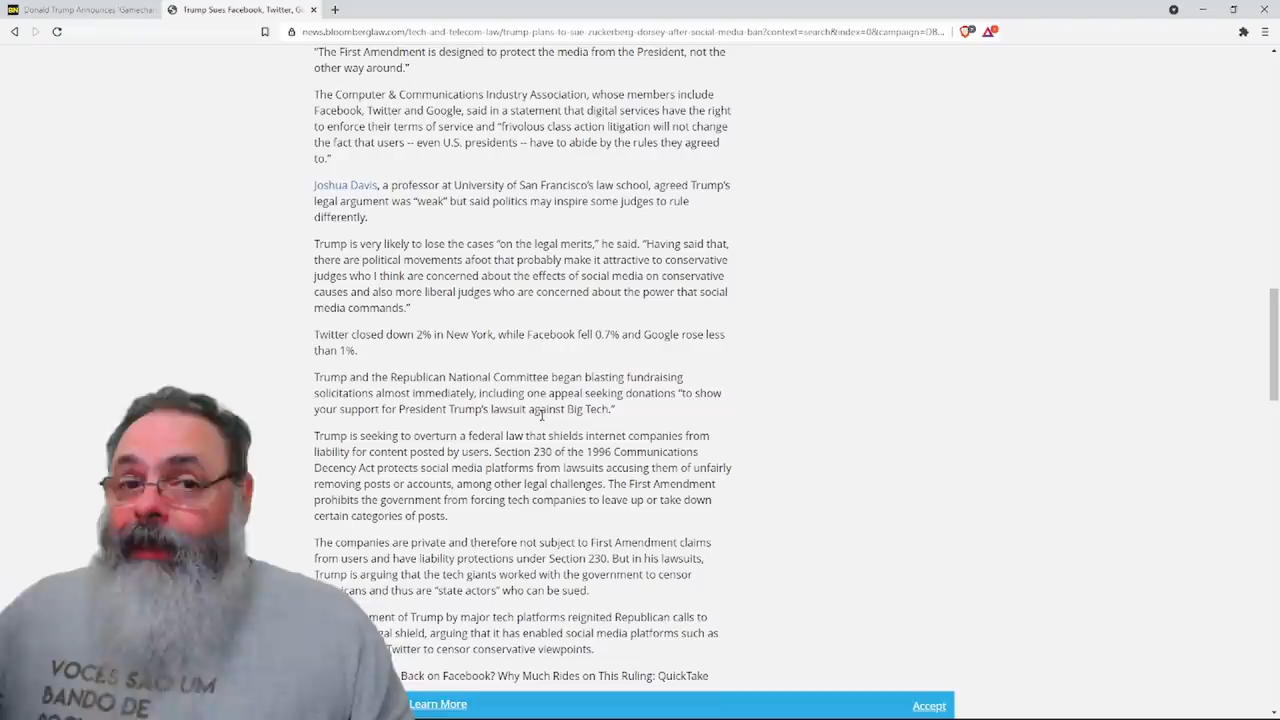 Donald Trump Announces 'Gamechan
Trump Sues Facebook, Twitter, G
news.bloomberglaw.com/tech-and-telecom-law/trump-plans-to-sue-zuckerberg-dorsey-after-social-media-ban?context=search&index=0&campaign=DB...
"The First Amendment is designed to protect the media from the President, not the
other way around."
The Computer & Communications Industry Association, whose members include
Facebook, Twitter and Google, said in a statement that digital services have the right
to enforce their terms of service and "frivolous class action litigation will not change
the fact that users -- even U.S. presidents -- have to abide by the rules they agreed
to."
Joshua Davis, a professor at University of San Francisco's law school, agreed Trump's
legal argument was "weak" but said politics may inspire some judges to rule
differently.
Trump is very likely to lose the cases "on the legal merits," he said. "Having said that,
there are political movements afoot that probably make it attractive to conservative
judges who I think are concerned about the effects of social media on conservative
causes and also more liberal judges who are concerned about the power that social
media commands."
Twitter closed down 2% in New York, while Facebook fell 0.7% and Google rose less
than 1%.
Trump and the Republican National Committee began blasting fundraising
solicitations almost immediately, including one appeal seeking donations "to show
your support for President Trump's lawsuit against Big Tech."
Trump is seeking to overturn a federal law that shields internet companies from
liability for content posted by users. Section 230 of the 1996 Communications
Decency Act protects social media platforms from lawsuits accusing them of unfairly
removing posts or accounts, among other legal challenges. The First Amendment
prohibits the government from forcing tech companies to leave up or take down
certain categories of posts.
The companies are private and therefore not subject to First Amendment claims
from users and have liability protections under Section 230. But in his lawsuits,
Trump is arguing that the tech giants worked with the government to censor
icans and thus are "state actors" who can be sued.
ment of Trump by major tech platforms reignited Republican calls to
gal shield, arguing that it has enabled social media platforms such as
Twitter to censor conservative viewpoints.
Back on Facebook? Why Much Rides on This Ruling: QuickTake
Learn More
Accept
VOCÊS SÃO UM
BANDO DE